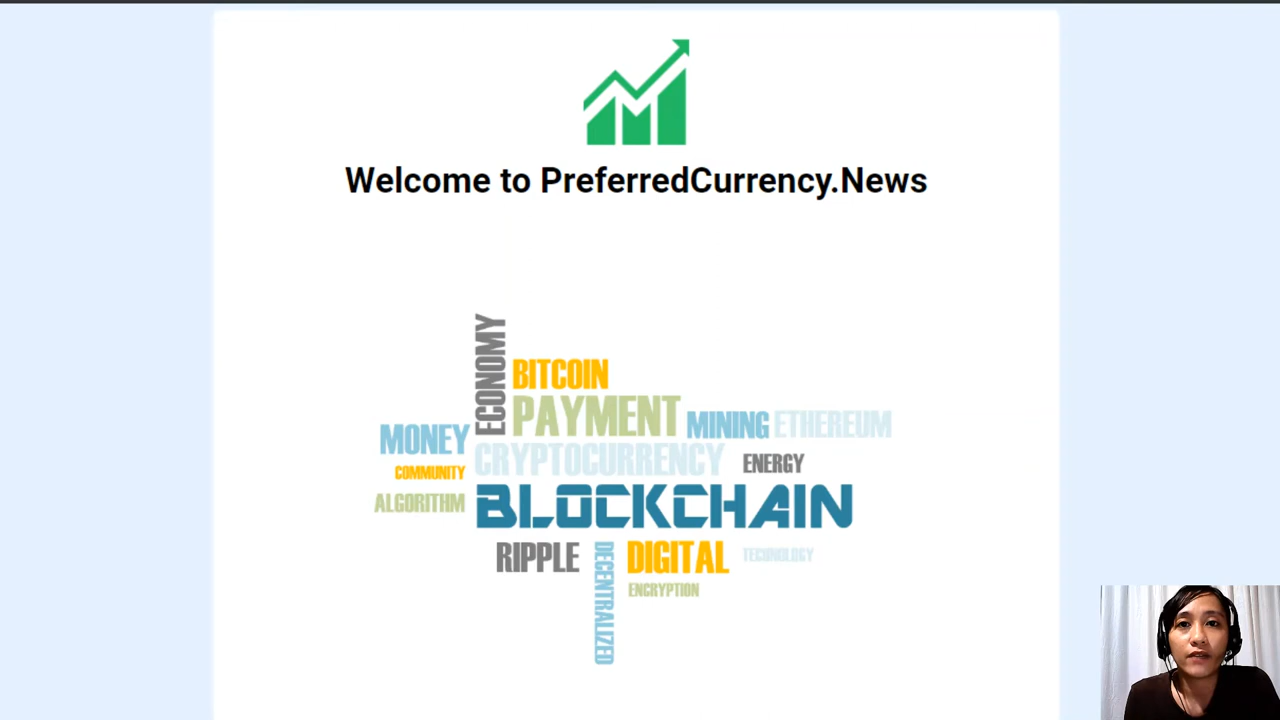 Welcome to PreferredCurrency.News
ECONOMY
BITCOIN
PAYMENT
MINING ETHEREUM
MONEY
CRYPTOCURRENCY
ENERGY
COMMUNITY
ALGORITHM
BLOCKCHAIN
RIPPLE
DECENTRALIZED
DIGITAL
TECHNOLOGY
ENCRYPTION